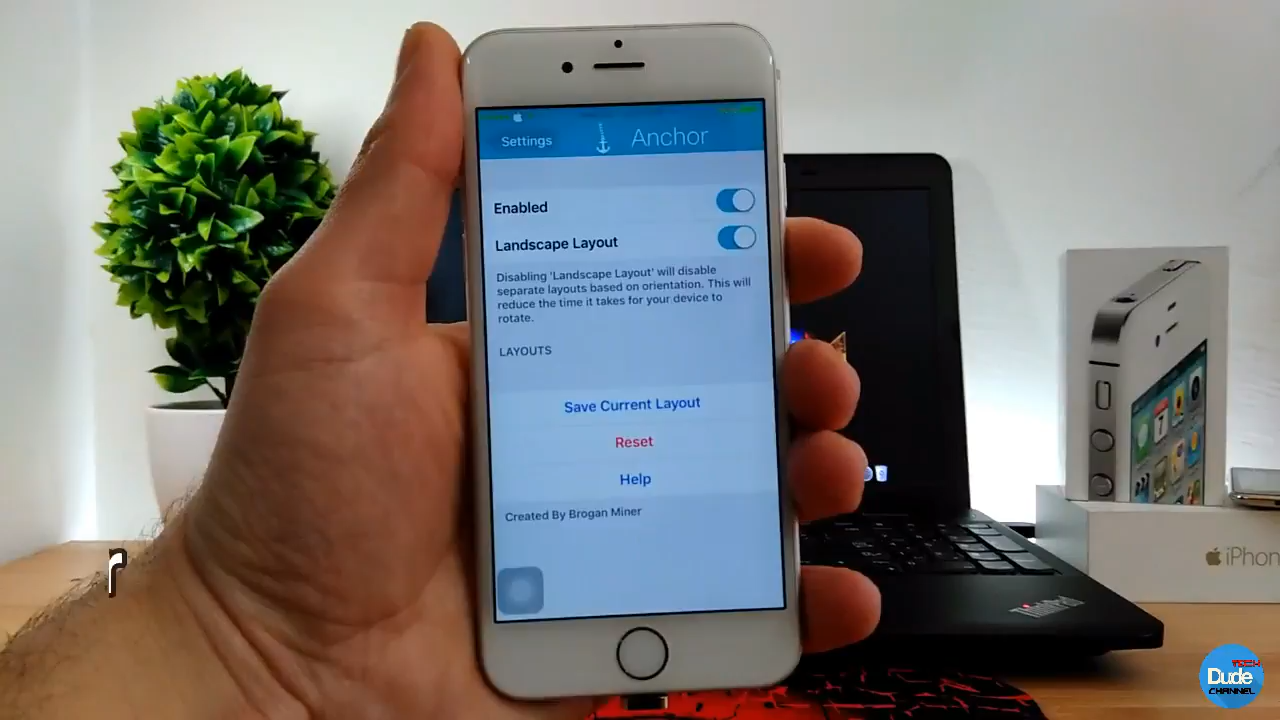 Settings
Anchor
Enabled
Landscape Layout
Disabling 'Landscape Layout' will disable
separate layouts based on orientation. This will
reduce the time it takes for your device to
rotate.
LAYOUTS
Save Current Layout
Reset
Help
Created By Brogan Miner
ThinkPad
iPhon
r
TECH
Dude
CHANNEL